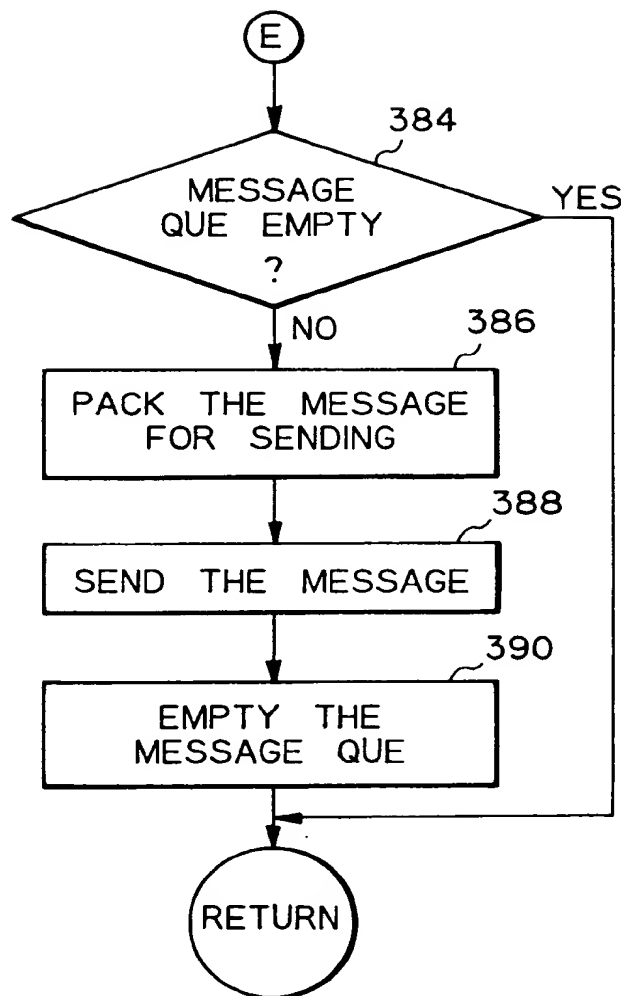 E
384
MESSAGE
QUE EMPTY
?
YES
NO
386
PACK THE MESSAGE
FOR SENDING
388
SEND THE MESSAGE
390
EMPTY THE
MESSAGE QUE
RETURN